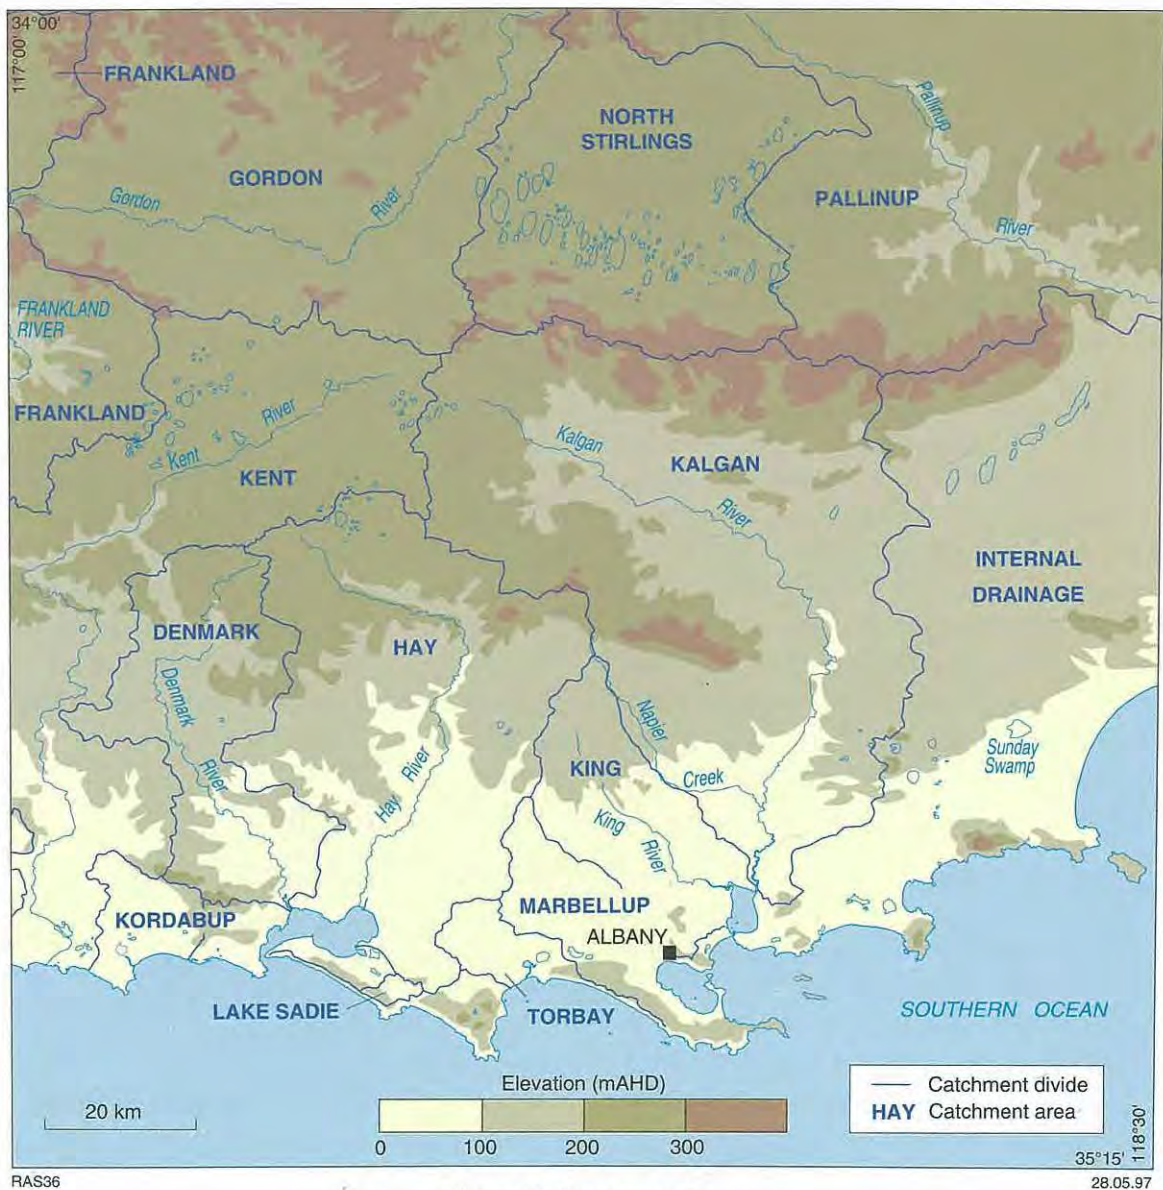 34°00'
117°00'
FRANKLAND
NORTH
STIRLINGS
Pallinup
GORDON
Gordon
River
PALLINUP
River
FRANKLAND
RIVER
FRANKLAND
River
Kent
KENT
Kalgan
KALGAN
River
INTERNAL
DRAINAGE
DENMARK
HAY
Denmark
River
Napier
Creek
Hay River
KING
King
River
Sunday
Swamp
KORDABUP
MARBELLUP
ALBANY
LAKE SADIE
TORBAY
SOUTHERN OCEAN
Elevation (mAHD)
0 100 200 300
20 km
Catchment divide
HAY Catchment area
35°15'
118°30'
RAS36
28.05.97